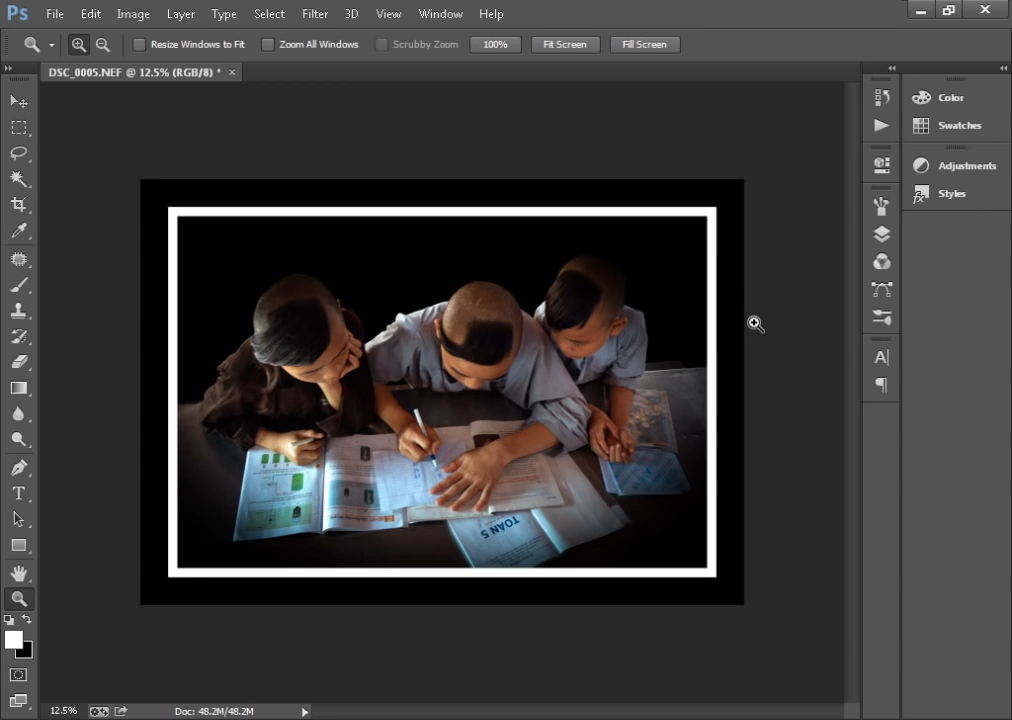 Ps File Edit Image Layer Type Select Filter 3D View Window Help
Resize Windows to Fit Zoom All Windows Scrubby Zoom 100% Fit Screen Fill Screen
DSC_0005.NEF @ 12.5% (RGB/8) * ×
Color
Swatches
Adjustments
Styles
TOÁN 5
12.5% Doc: 48.2M/48.2M